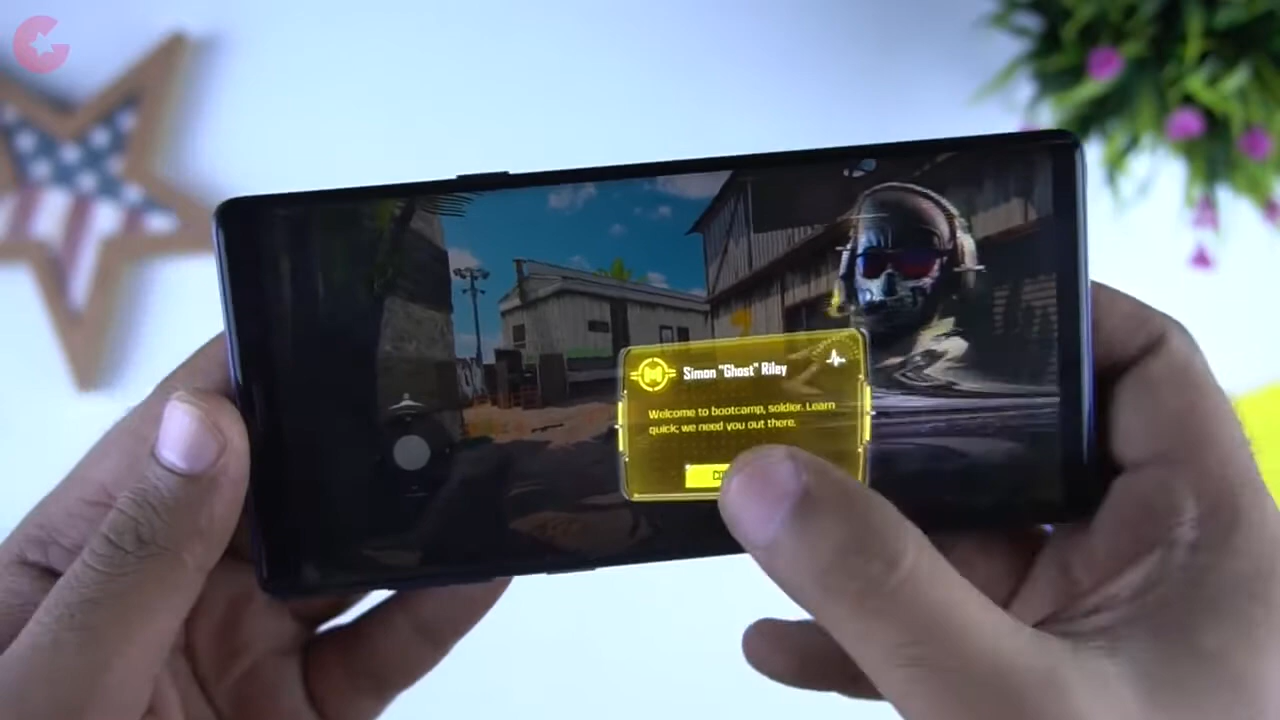 Simon "Ghost" Riley
Welcome to bootcamp, soldier. Learn
quick; we need you out there.